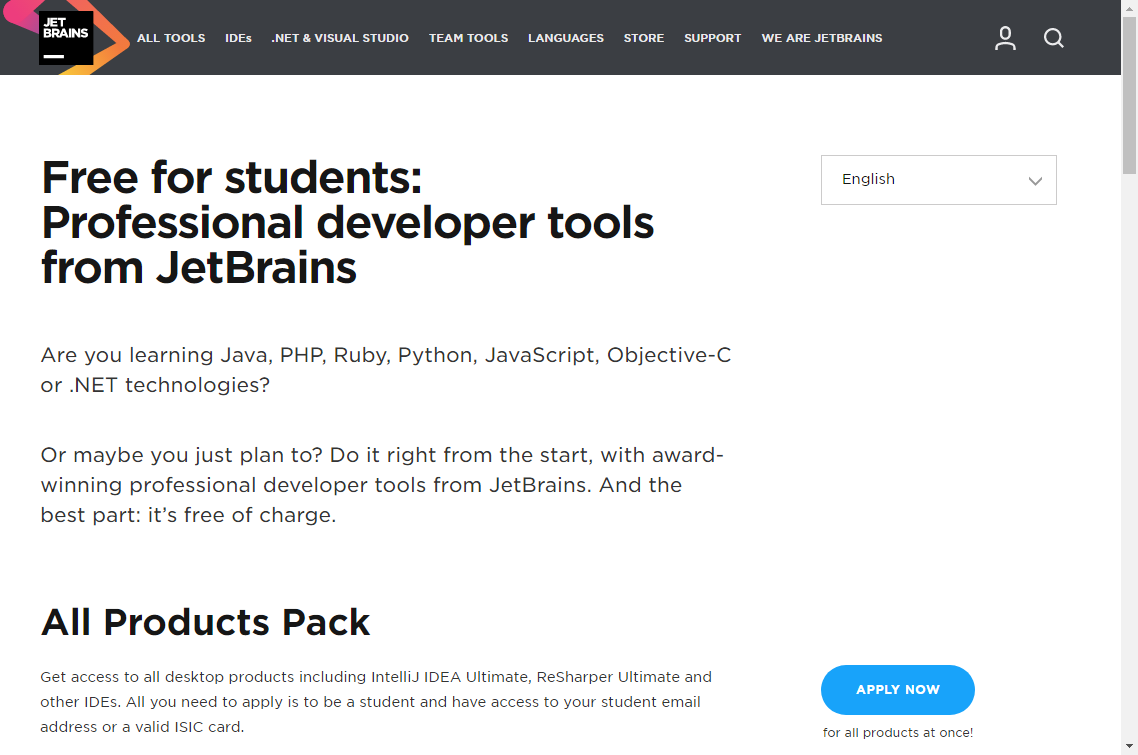 JET
BRAINS
ALL TOOLS IDEs .NET & VISUAL STUDIO TEAM TOOLS LANGUAGES STORE SUPPORT WE ARE JETBRAINS
Free for students:
Professional developer tools
from JetBrains
English
Are you learning Java, PHP, Ruby, Python, JavaScript, Objective-C
or .NET technologies?
Or maybe you just plan to? Do it right from the start, with award-
winning professional developer tools from JetBrains. And the
best part: it’s free of charge.
All Products Pack
Get access to all desktop products including IntelliJ IDEA Ultimate, ReSharper Ultimate and
other IDEs. All you need to apply is to be a student and have access to your student email
address or a valid ISIC card.
APPLY NOW
for all products at once!